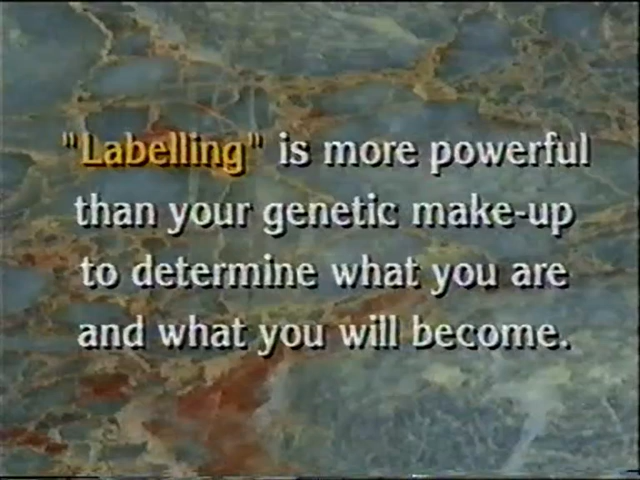 "Labelling" is more powerful
than your genetic make-up
to determine what you are
and what you will become.